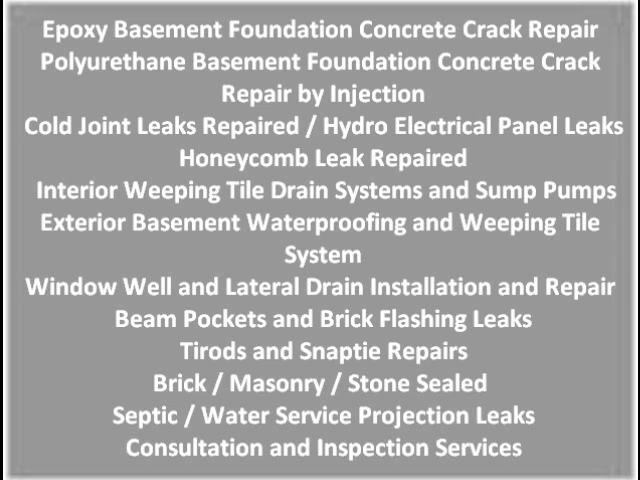 Epoxy Basement Foundation Concrete Crack Repair
Polyurethane Basement Foundation Concrete Crack
Repair by Injection
Cold Joint Leaks Repaired / Hydro Electrical Panel Leaks
Honeycomb Leak Repaired
Interior Weeping Tile Drain Systems and Sump Pumps
Exterior Basement Waterproofing and Weeping Tile
System
Window Well and Lateral Drain Installation and Repair
Beam Pockets and Brick Flashing Leaks
Tirods and Snaptie Repairs
Brick / Masonry / Stone Sealed
Septic / Water Service Projection Leaks
Consultation and Inspection Services